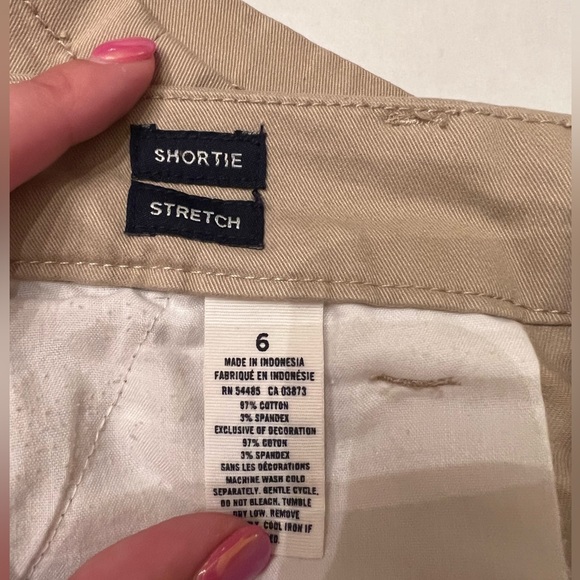 SHORTIE
STRETCH
6
MADE IN INDONESIA
FABRIQUÉ EN INDONÉSIE
RN 54485 CA 03873
97% COTTON
3% SPANDEX
EXCLUSIVE OF DECORATION
97% COTON
3% SPANDEX
SANS LES DÉCORATIONS
MACHINE WASH COLD
SEPARATELY. GENTLE CYCLE.
DO NOT BLEACH. TUMBLE
DRY LOW. REMOVE
COOL IRON IF